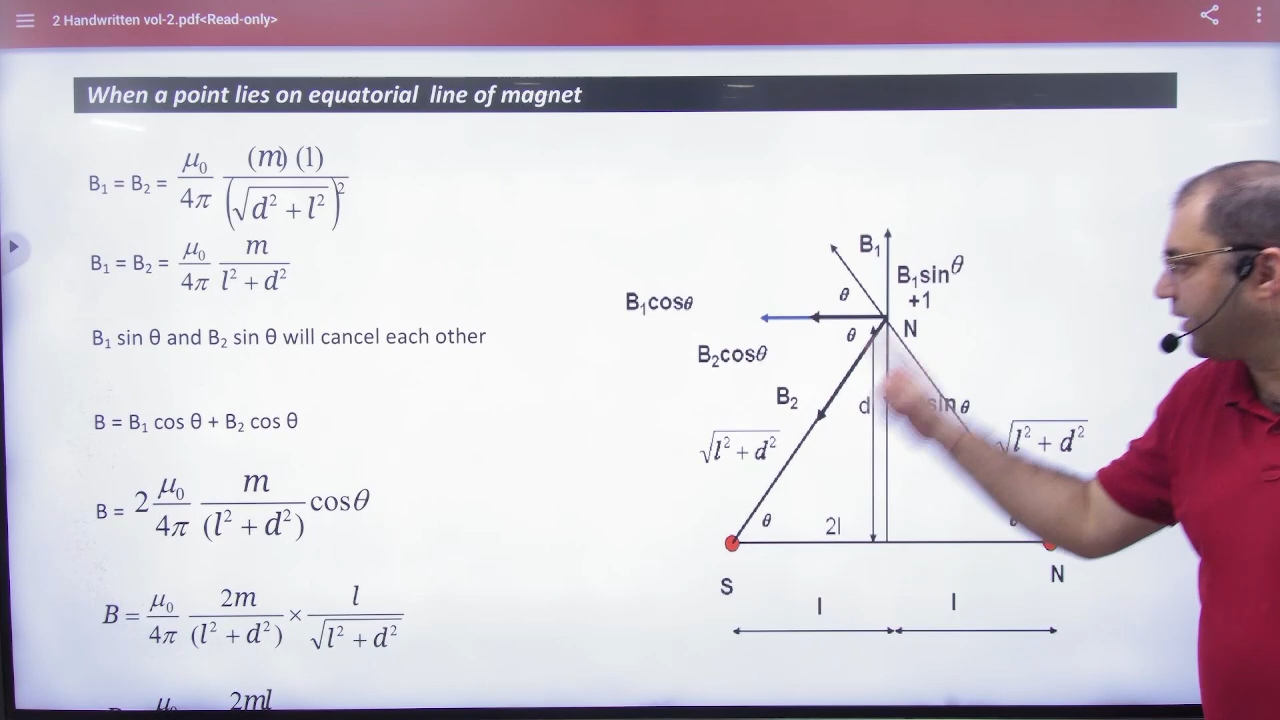 2 Handwritten vol-2.pdf<Read-only>
When a point lies on equatorial line of magnet
B₁ = B₂ = μ₀/4π (m) (1)/(√(d² + l²))²
B₁ = B₂ = μ₀/4π m/(l² + d²)
B₁ sin θ and B₂ sin θ will cancel each other
B = B₁ cos θ + B₂ cos θ
B = 2 μ₀/4π m/(l² + d²) cosθ
B = μ₀/4π 2m/(l² + d²) × l/√(l² + d²)
μ₀ 2ml
B₁
B₁sinθ
θ
+1
B₁cosθ
N
θ
B₂cosθ
B₂
d
sinθ
√(l² + d²)
√(l² + d²)
θ
2l
S
N
l
l